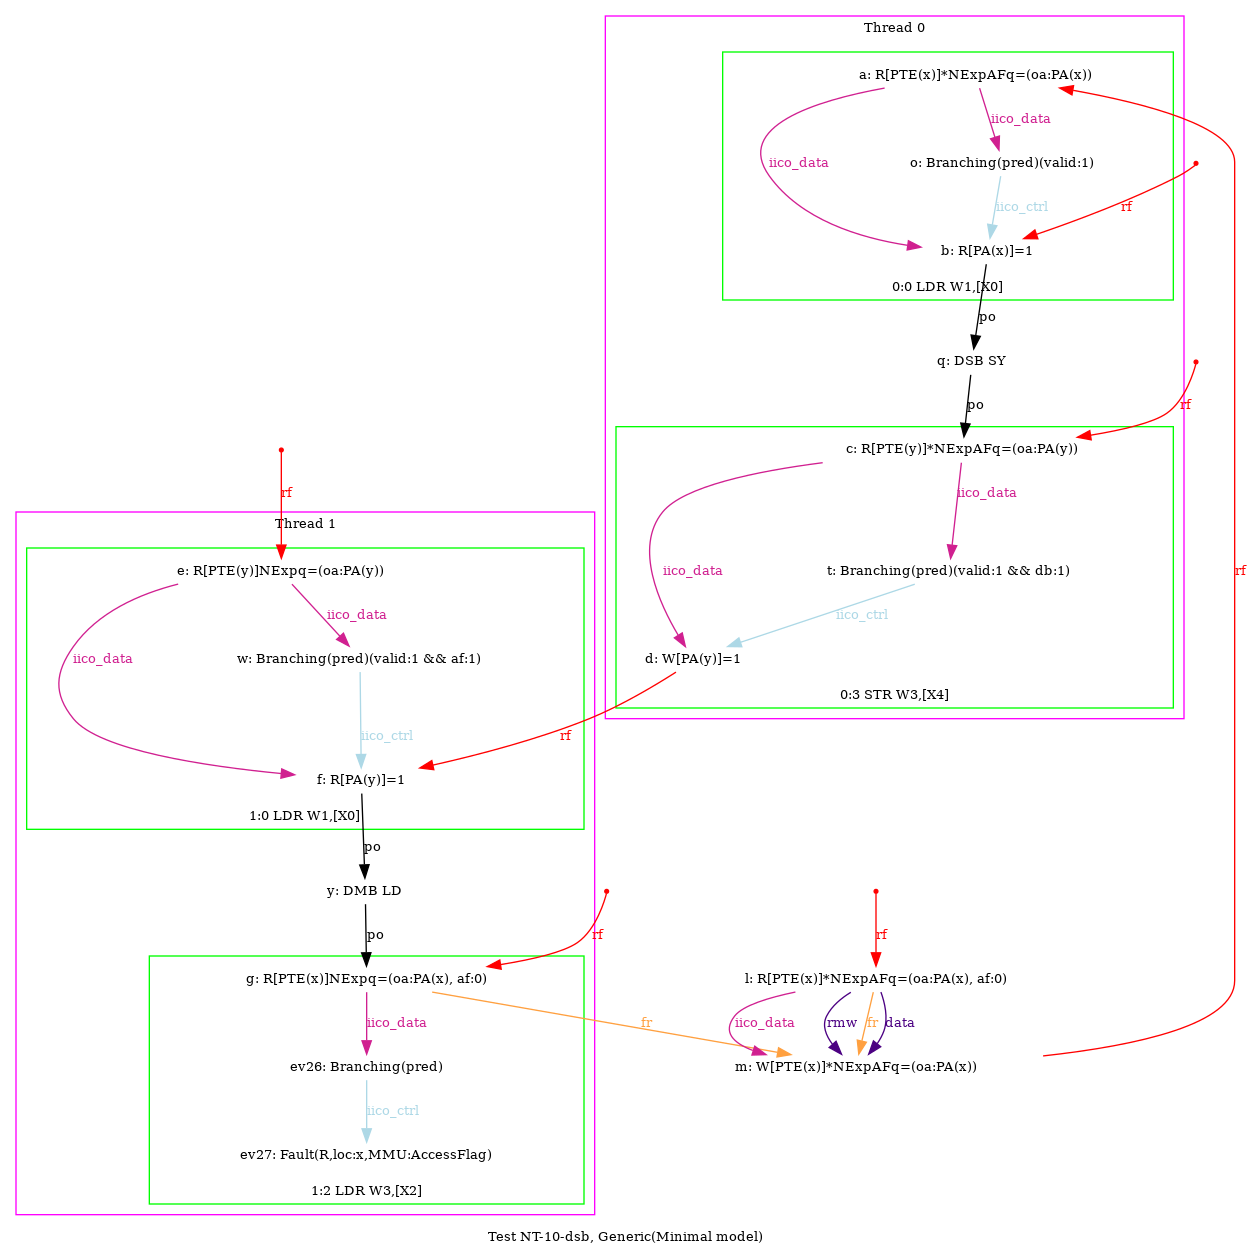 Thread 0
a: R[PTE(x)]*NExpAFq=(oa:PA(x))
iico_data
iico_data
o: Branching(pred)(valid:1)
iico_ctrl
rf
b: R[PA(x)]=1
0:0 LDR W1,[X0]
po
q: DSB SY
po
rf
c: R[PTE(y)]*NExpAFq=(oa:PA(y))
rf
iico_data
Thread 1
e: R[PTE(y)]NExpq=(oa:PA(y))
iico_data
t: Branching(pred)(valid:1 && db:1)
rf
iico_data
iico_ctrl
iico_data
w: Branching(pred)(valid:1 && af:1)
d: W[PA(y)]=1
0:3 STR W3,[X4]
iico_ctrl
rf
f: R[PA(y)]=1
1:0 LDR W1,[X0]
po
y: DMB LD
po
rf
rf
g: R[PTE(x)]NExpq=(oa:PA(x), af:0)
l: R[PTE(x)]*NExpAFq=(oa:PA(x), af:0)
iico_data
fr
iico_data
rmw
fr
data
ev26: Branching(pred)
m: W[PTE(x)]*NExpAFq=(oa:PA(x))
iico_ctrl
ev27: Fault(R,loc:x,MMU:AccessFlag)
1:2 LDR W3,[X2]
Test NT-10-dsb, Generic(Minimal model)